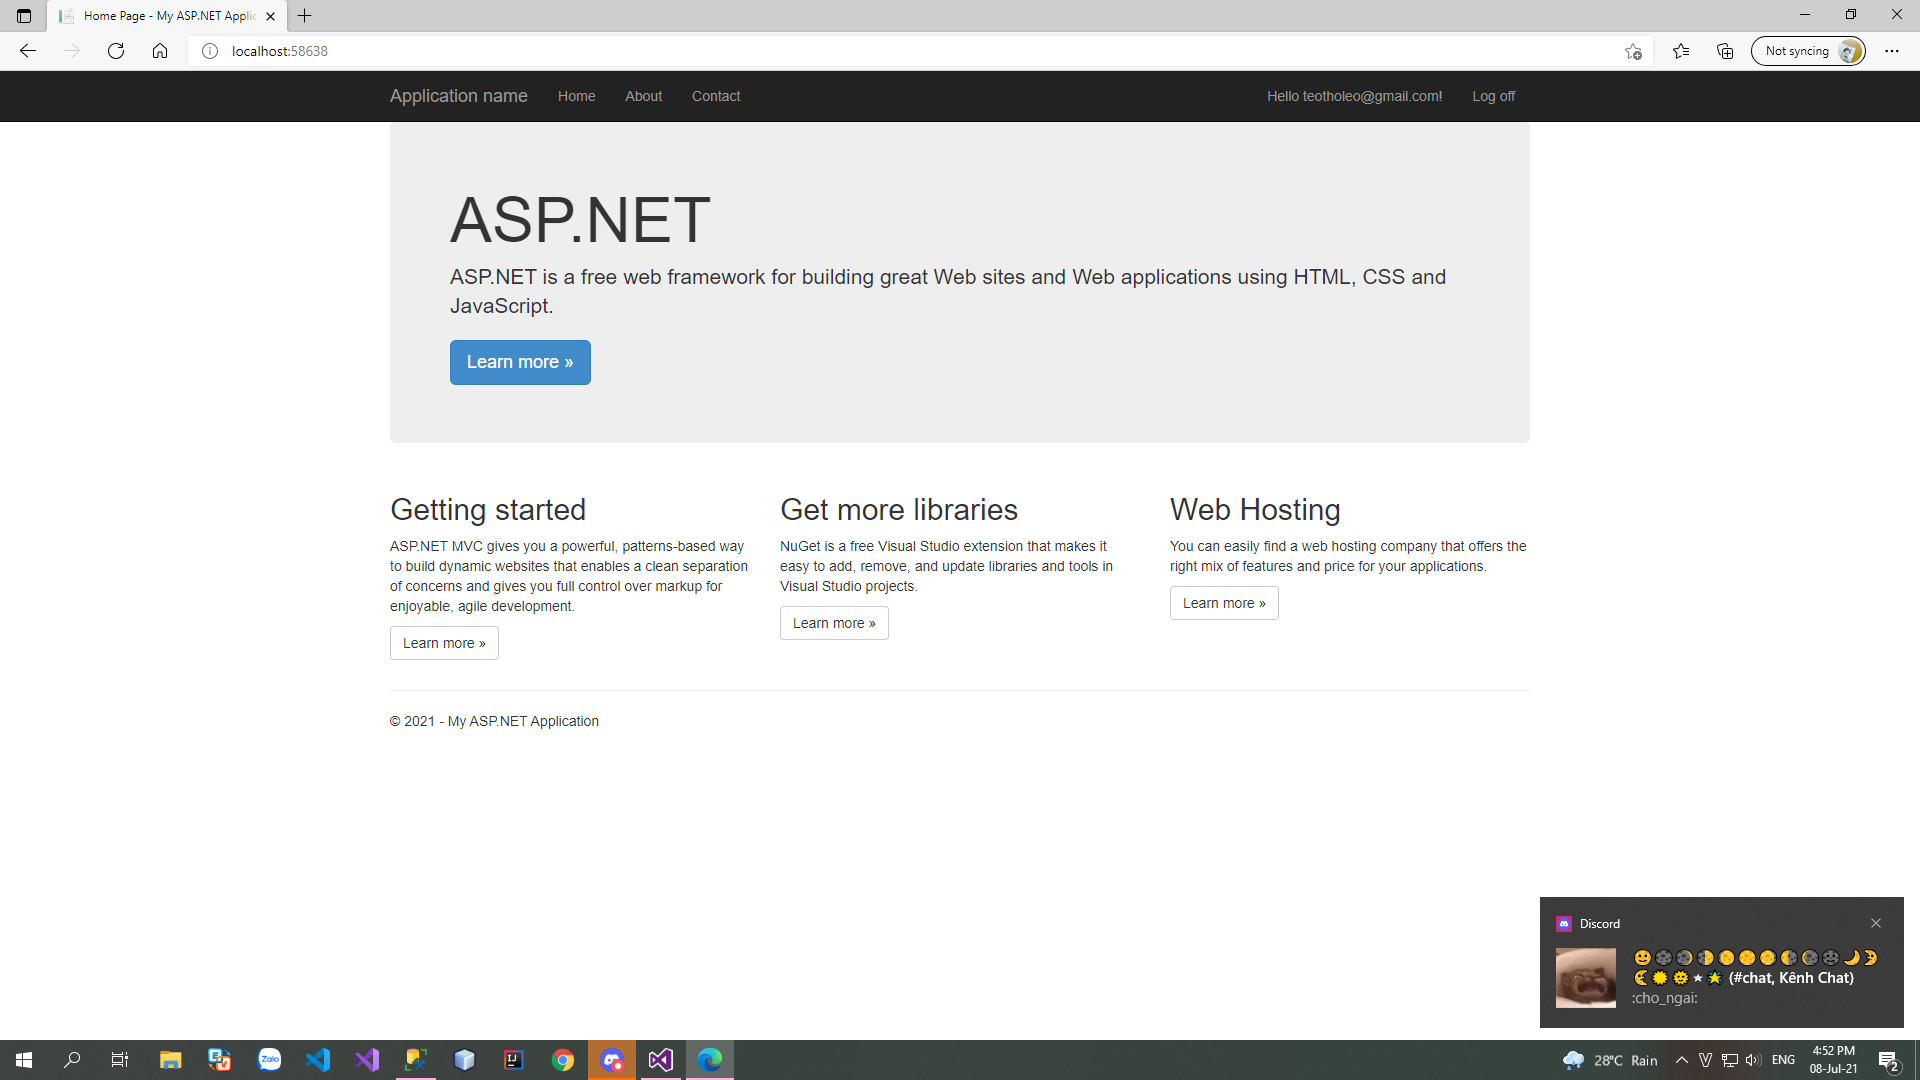 Home Page - My ASP.NET Applic
localhost:58638
Not syncing
Application name
Home
About
Contact
Hello teotholeo@gmail.com!
Log off
ASP.NET
ASP.NET is a free web framework for building great Web sites and Web applications using HTML, CSS and
JavaScript.
Learn more »
Getting started
ASP.NET MVC gives you a powerful, patterns-based way
to build dynamic websites that enables a clean separation
of concerns and gives you full control over markup for
enjoyable, agile development.
Learn more »
Get more libraries
NuGet is a free Visual Studio extension that makes it
easy to add, remove, and update libraries and tools in
Visual Studio projects.
Learn more »
Web Hosting
You can easily find a web hosting company that offers the
right mix of features and price for your applications.
Learn more »
© 2021 - My ASP.NET Application
Discord
(#chat, Kênh Chat)
:cho_ngai:
Zalo
IJ
28°C Rain
ENG
4:52 PM
08-Jul-21
2